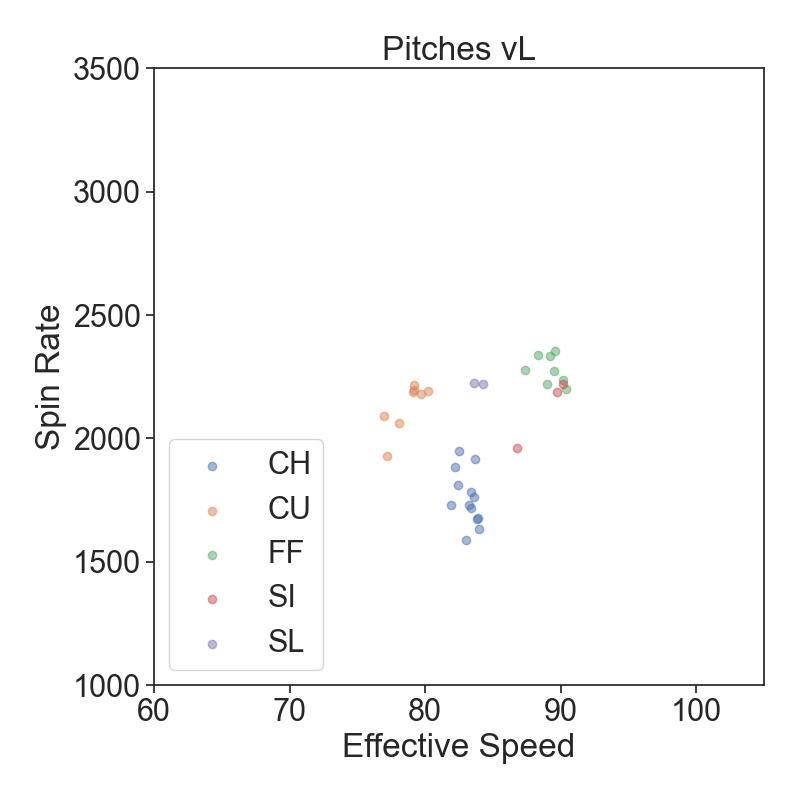 Pitches vL
3500
3000
2500
2000
1500
1000
Spin Rate
CH
CU
FF
SI
SL
60 70 80 90 100
Effective Speed